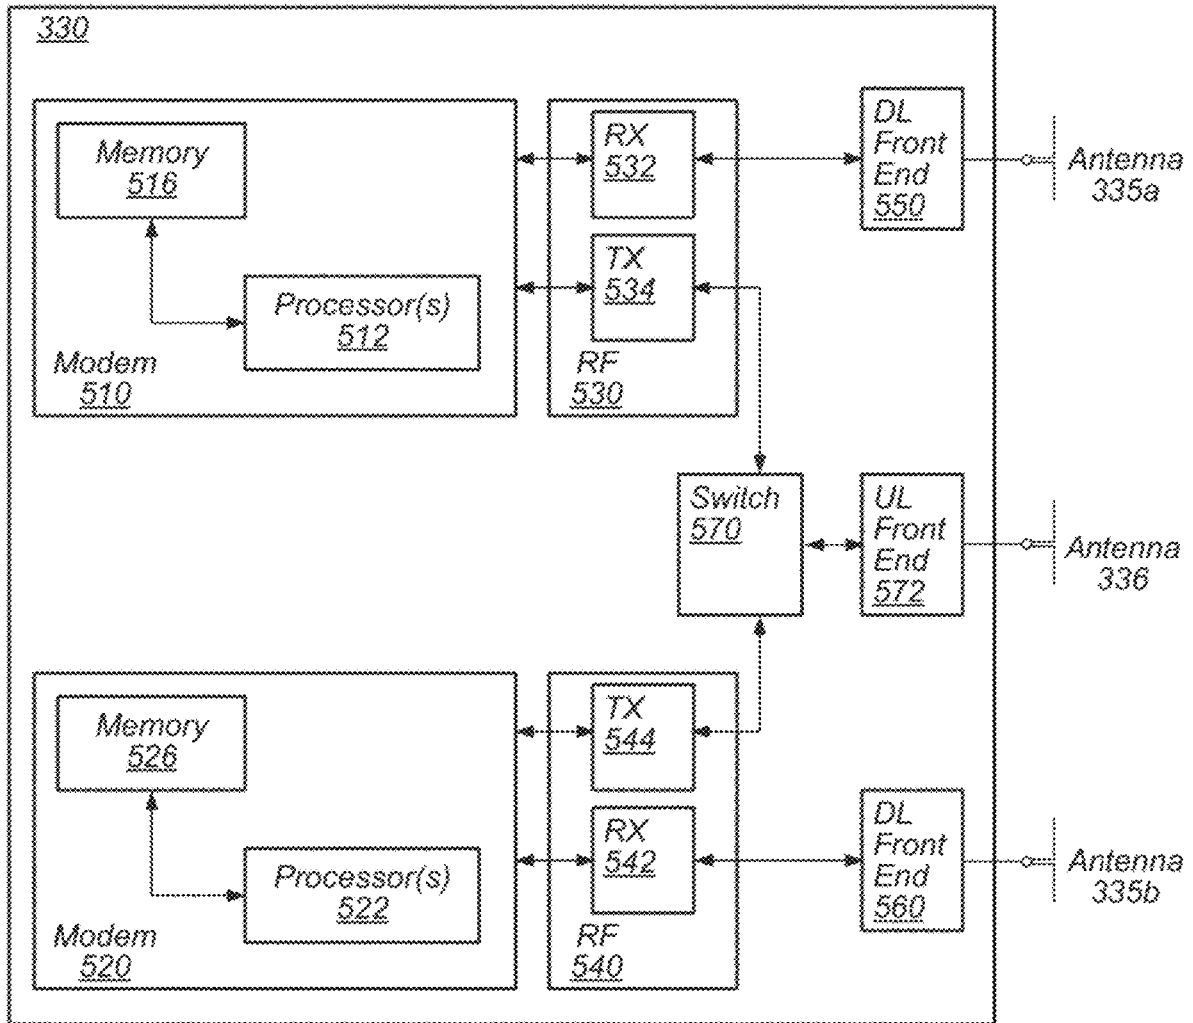 330
Memory
516
Processor(s)
512
Modem
510
RX
532
TX
534
RF
530
DL
Front
End
550
Antenna
335a
Switch
570
UL
Front
End
572
Antenna
336
Memory
526
Processor(s)
522
Modem
520
TX
544
RX
542
RF
540
DL
Front
End
560
Antenna
335b